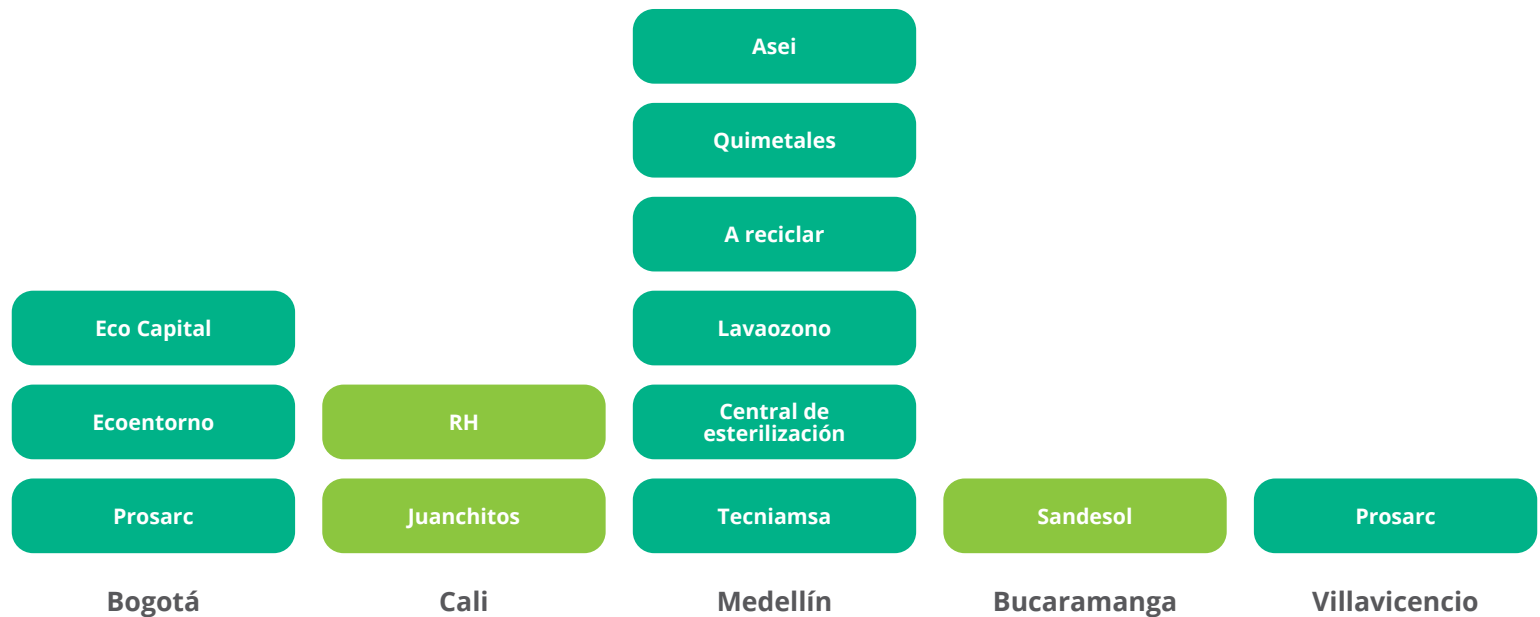 Asei
Quimetales
A reciclar
Eco Capital
Lavaozono
Ecoentorno
RH
Central de
esterilización
Prosarc
Juanchitos
Tecniamsa
Sandesol
Prosarc
Bogotá
Cali
Medellín
Bucaramanga
Villavicencio